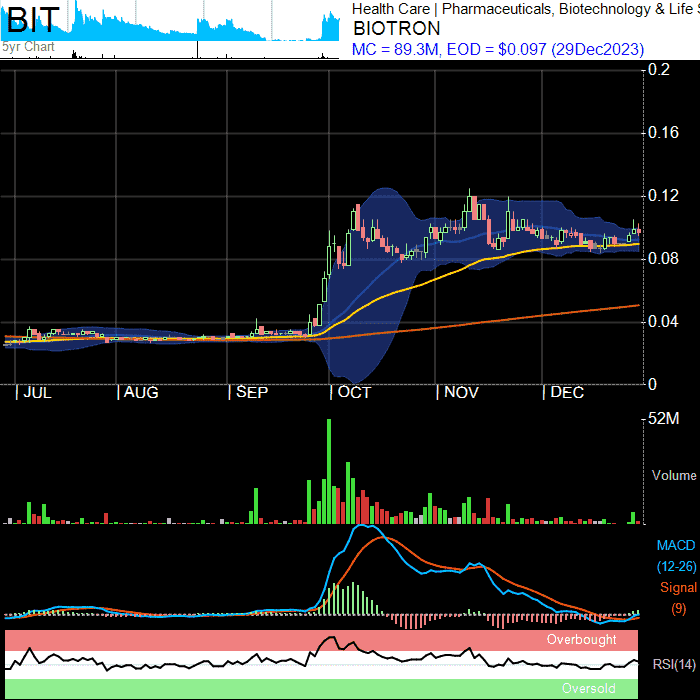 BIT
5yr Chart
Health Care | Pharmaceuticals, Biotechnology & Life S
BIOTRON
MC = 89.3M, EOD = $0.097 (29Dec2023)
0.2
0.16
0.12
0.08
0.04
0
| JUL | AUG | SEP | OCT | NOV | DEC
52M
Volume
MACD
(12-26)
Signal
(9)
Overbought
RSI(14)
Oversold